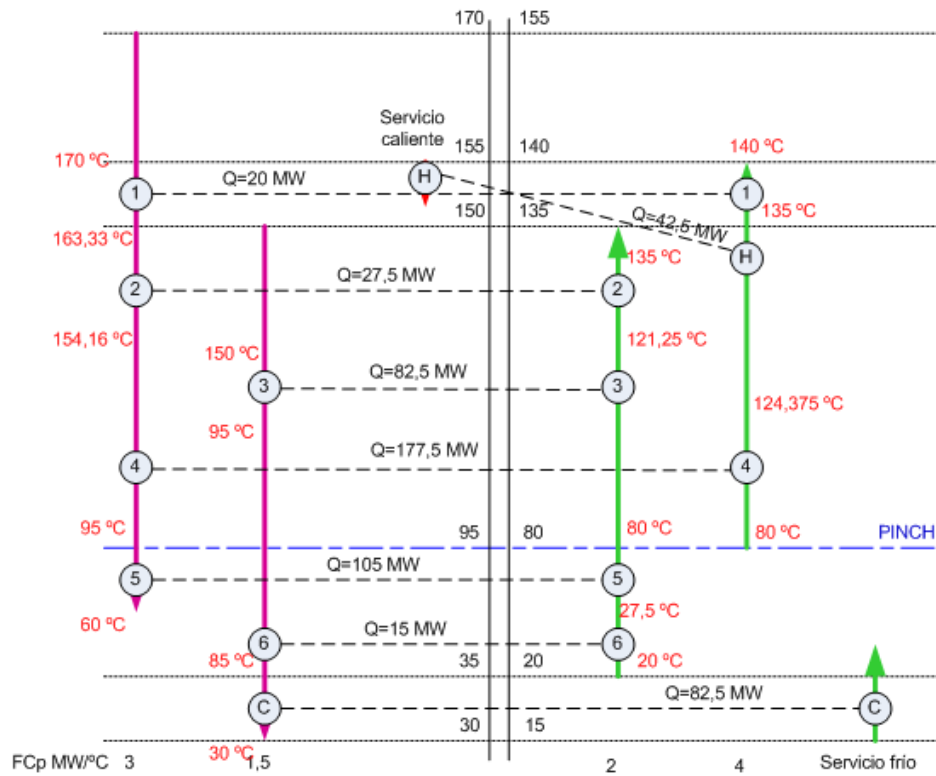 170 155
Servicio
caliente
170 ºC
155 140
140 ºC
H
Q=20 MW
1
1
150 135
135 ºC
Q=42,5 MW
163,33 ºC
135 ºC
H
Q=27,5 MW
2
2
154,16 ºC
150 ºC
121,25 ºC
Q=82,5 MW
3
3
124,375 ºC
95 ºC
Q=177,5 MW
4
4
95 ºC
95 80
80 ºC
80 ºC
PINCH
Q=105 MW
5
5
60 ºC
27,5 ºC
Q=15 MW
6
6
85 ºC
35 20
20 ºC
Q=82,5 MW
C
C
30 15
30 ºC
FCp MW/ºC 3 1,5 2 4 Servicio frío